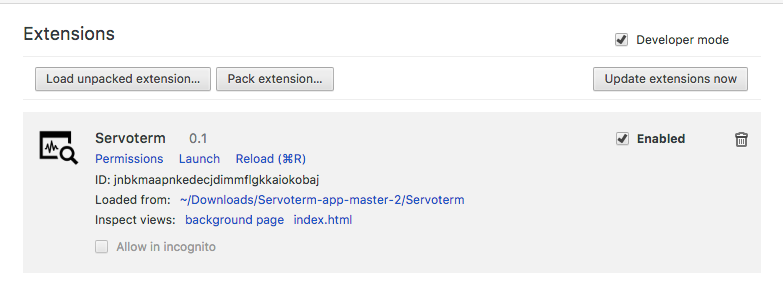 Extensions
Developer mode
Load unpacked extension... Pack extension... Update extensions now
Servoterm 0.1 Enabled
Permissions Launch Reload (⌘R)
ID: jnbkmaapnkedecjdimmflgkkaiokobaj
Loaded from: ~/Downloads/Servoterm-app-master-2/Servoterm
Inspect views: background page index.html
Allow in incognito